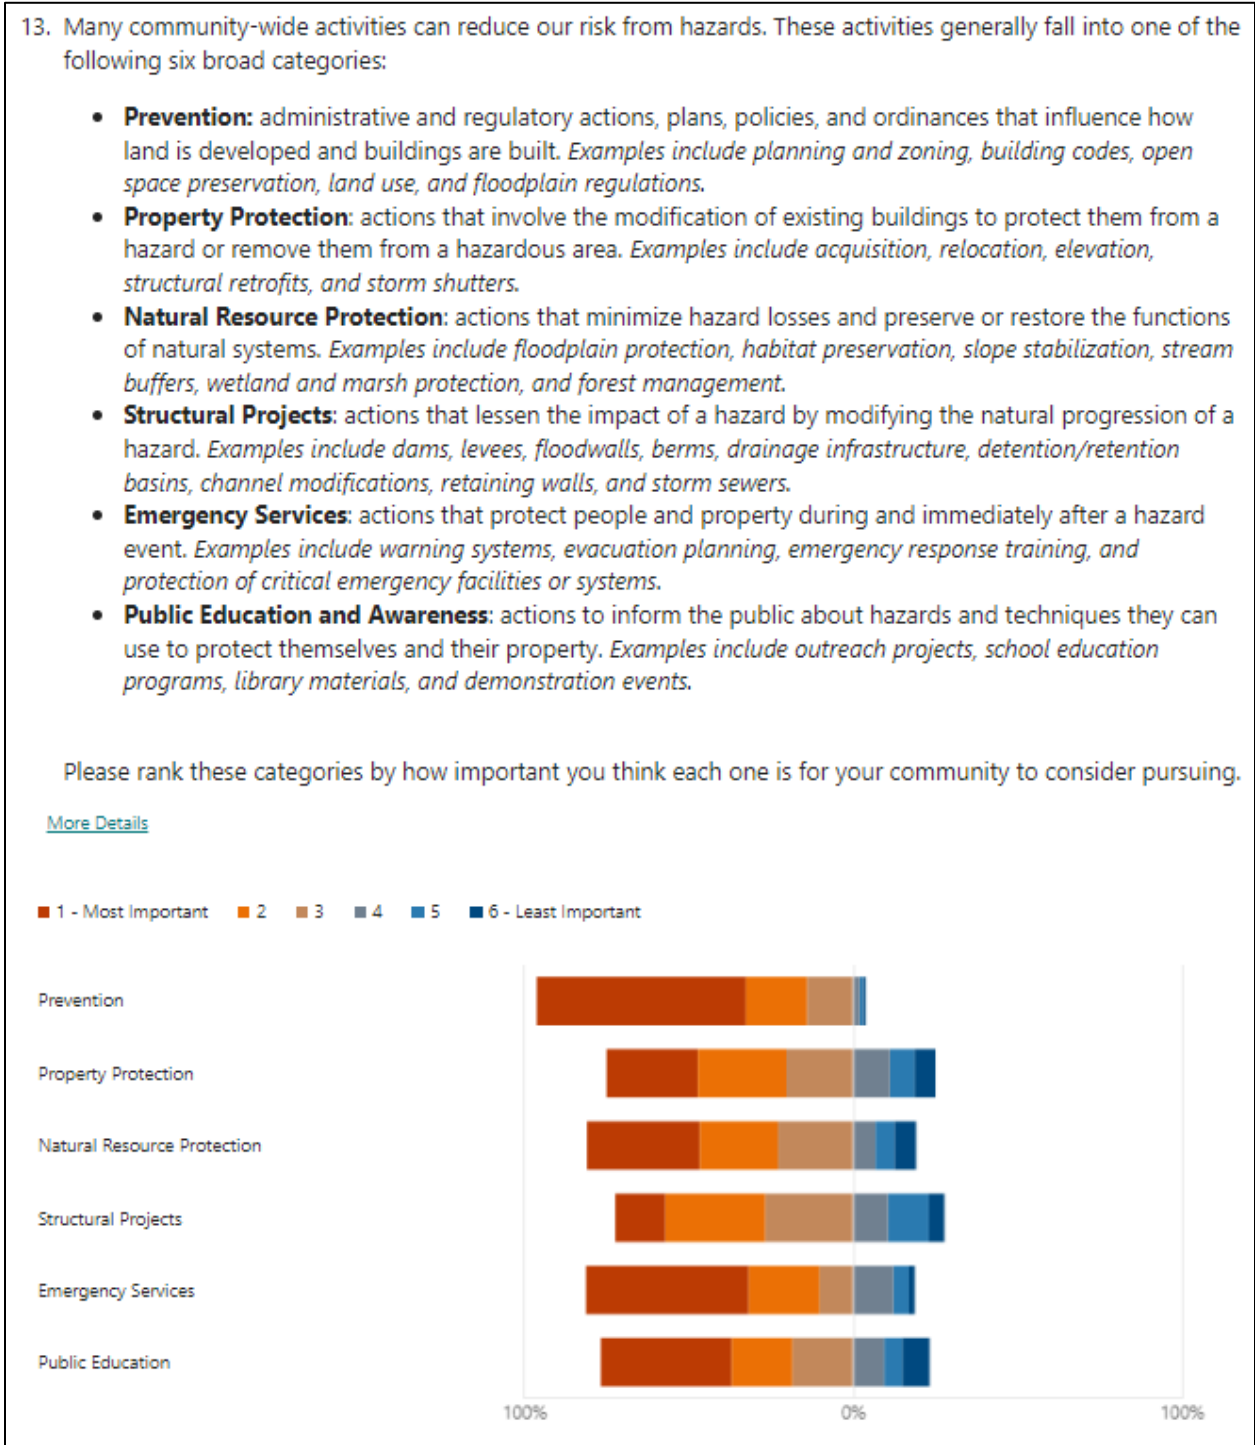 13. Many community-wide activities can reduce our risk from hazards. These activities generally fall into one of the
following six broad categories:
• Prevention: administrative and regulatory actions, plans, policies, and ordinances that influence how
land is developed and buildings are built. Examples include planning and zoning, building codes, open
space preservation, land use, and floodplain regulations.
• Property Protection: actions that involve the modification of existing buildings to protect them from a
hazard or remove them from a hazardous area. Examples include acquisition, relocation, elevation,
structural retrofits, and storm shutters.
• Natural Resource Protection: actions that minimize hazard losses and preserve or restore the functions
of natural systems. Examples include floodplain protection, habitat preservation, slope stabilization, stream
buffers, wetland and marsh protection, and forest management.
• Structural Projects: actions that lessen the impact of a hazard by modifying the natural progression of a
hazard. Examples include dams, levees, floodwalls, berms, drainage infrastructure, detention/retention
basins, channel modifications, retaining walls, and storm sewers.
• Emergency Services: actions that protect people and property during and immediately after a hazard
event. Examples include warning systems, evacuation planning, emergency response training, and
protection of critical emergency facilities or systems.
• Public Education and Awareness: actions to inform the public about hazards and techniques they can
use to protect themselves and their property. Examples include outreach projects, school education
programs, library materials, and demonstration events.
Please rank these categories by how important you think each one is for your community to consider pursuing.
More Details
1 - Most Important 2 3 4 5 6 - Least Important
Prevention
Property Protection
Natural Resource Protection
Structural Projects
Emergency Services
Public Education
100% 0% 100%